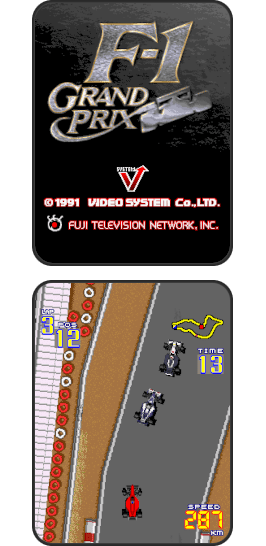 F-1
GRAND
PRIX
©1991 VIDEO SYSTEM Co.,LTD.
FUJI TELEVISION NETWORK, INC.
LAP
3
POS
12
TIME
13
SPEED
287
KM